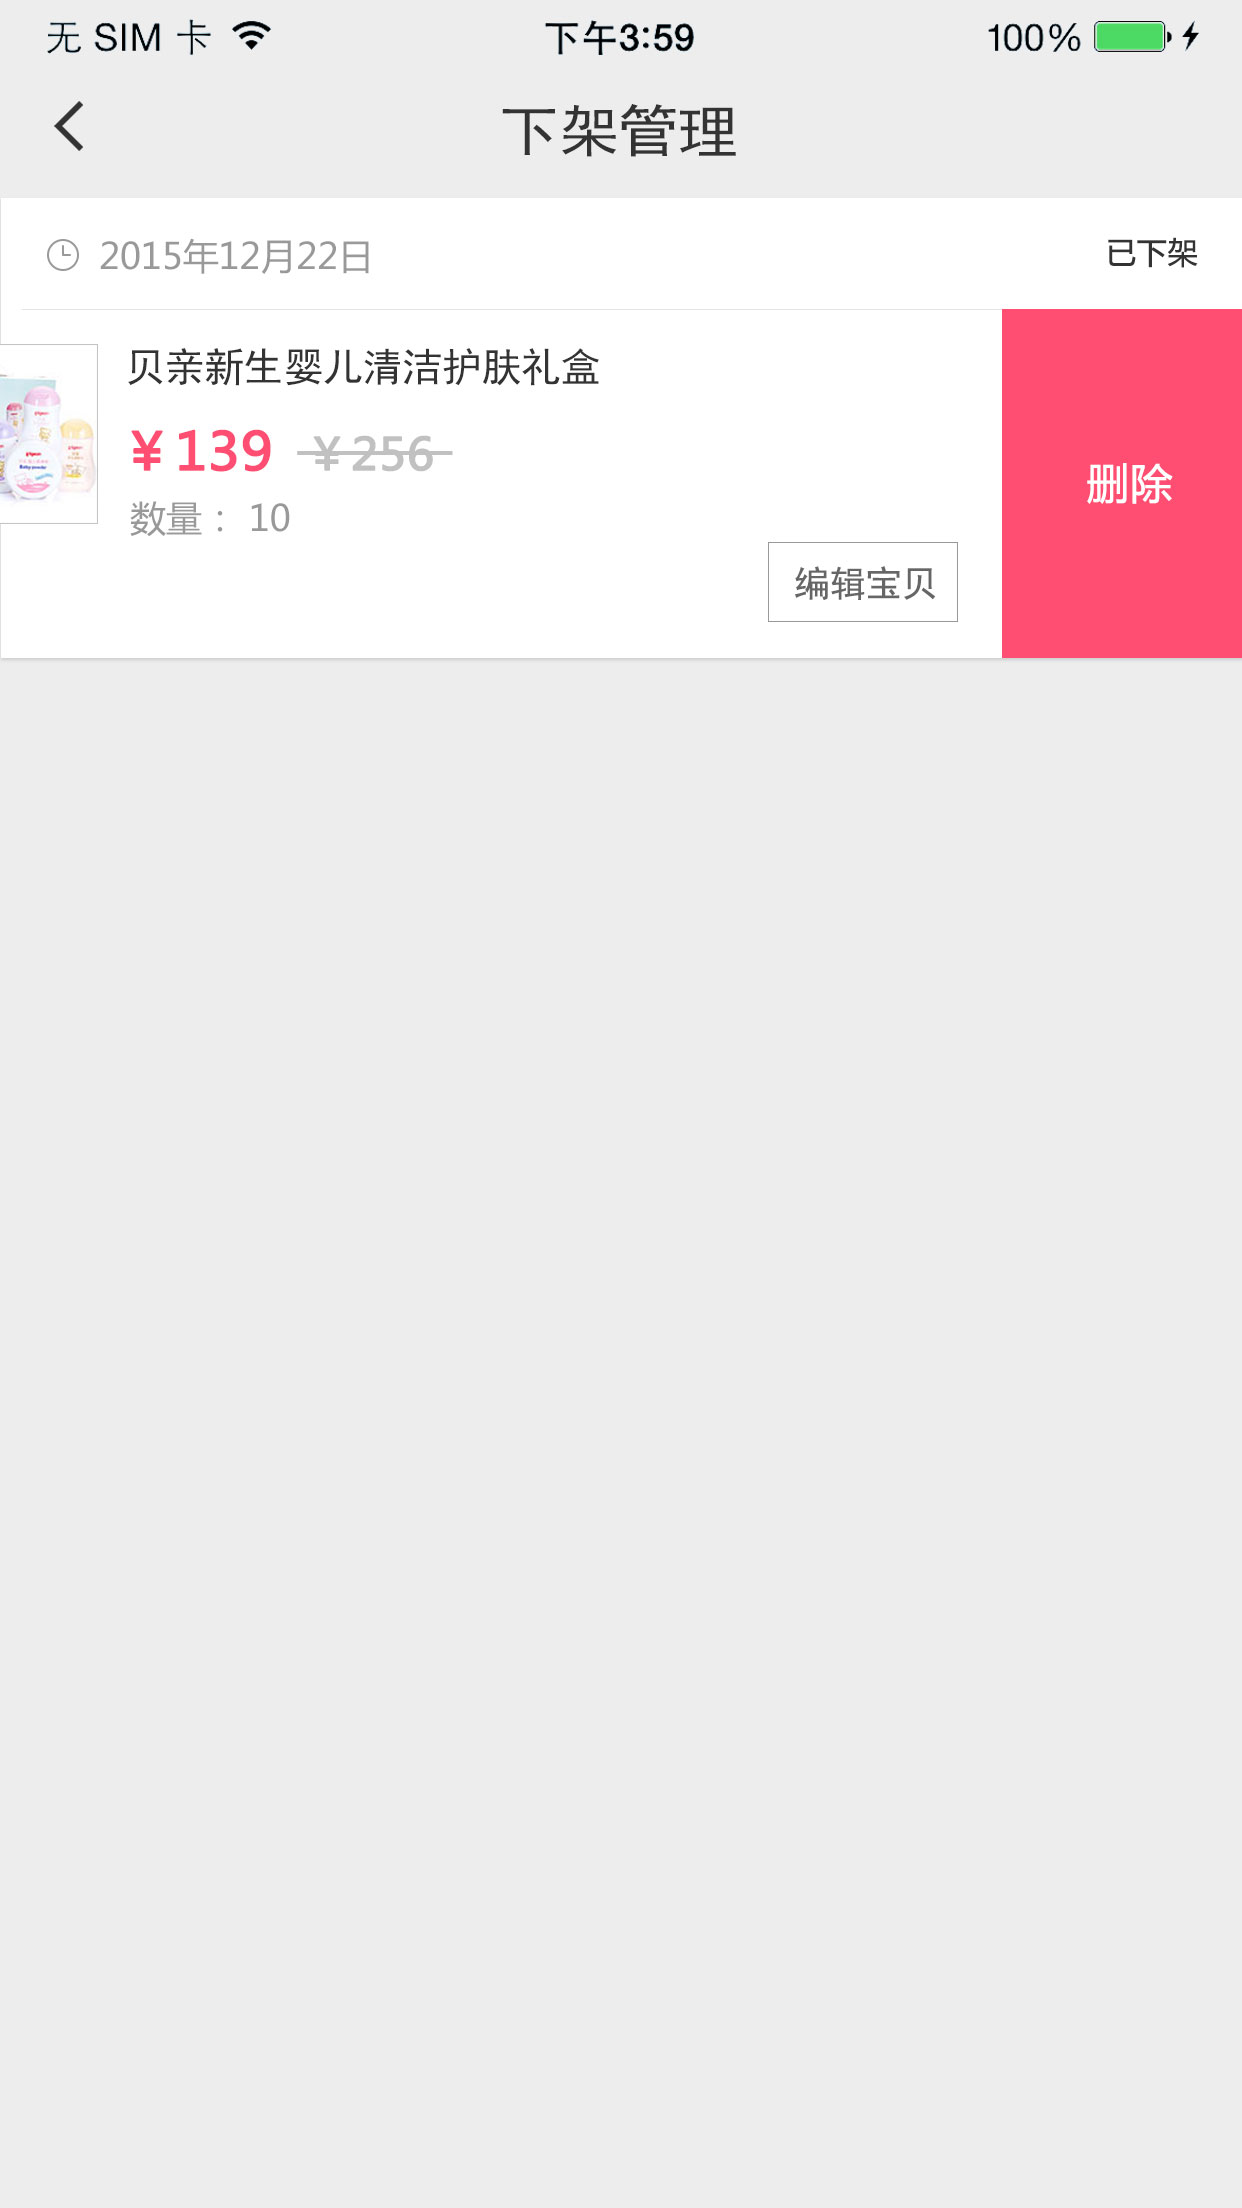 无 SIM 卡 下午3:59 100%
下架管理
2015年12月22日 已下架
贝亲新生婴儿清洁护肤礼盒
¥139 ¥256
数量： 10
删除
编辑宝贝